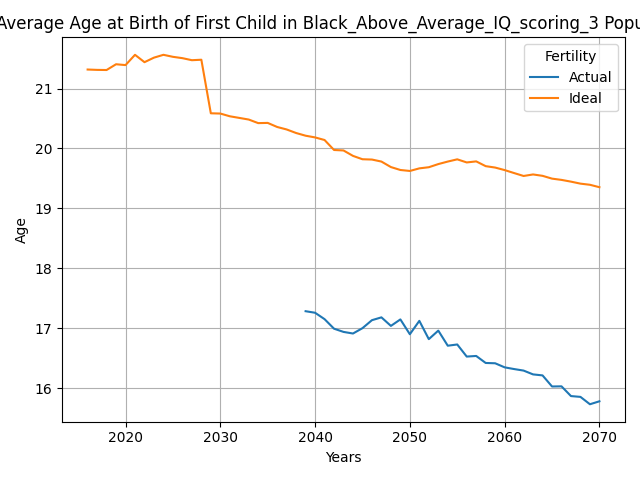 Average Age at Birth of First Child in Black_Above_Average_IQ_scoring_3
Fertility
Actual
Ideal
Age
21
20
19
18
17
16
2020 2030 2040 2050 2060 2070
Years